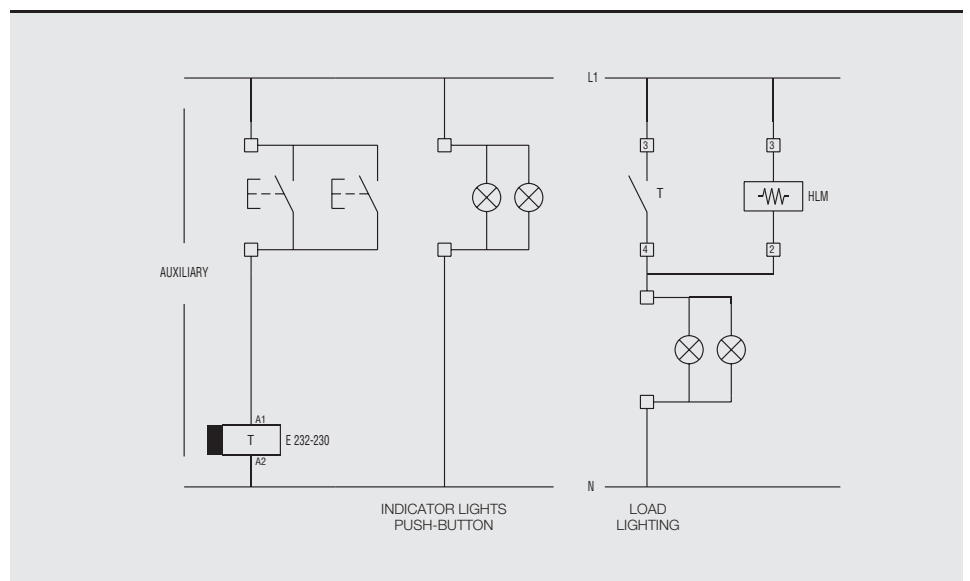 L1
3
3
T
HLM
4
2
AUXILIARY
A1
T
E 232-230
A2
N
INDICATOR LIGHTS
PUSH-BUTTON
LOAD
LIGHTING